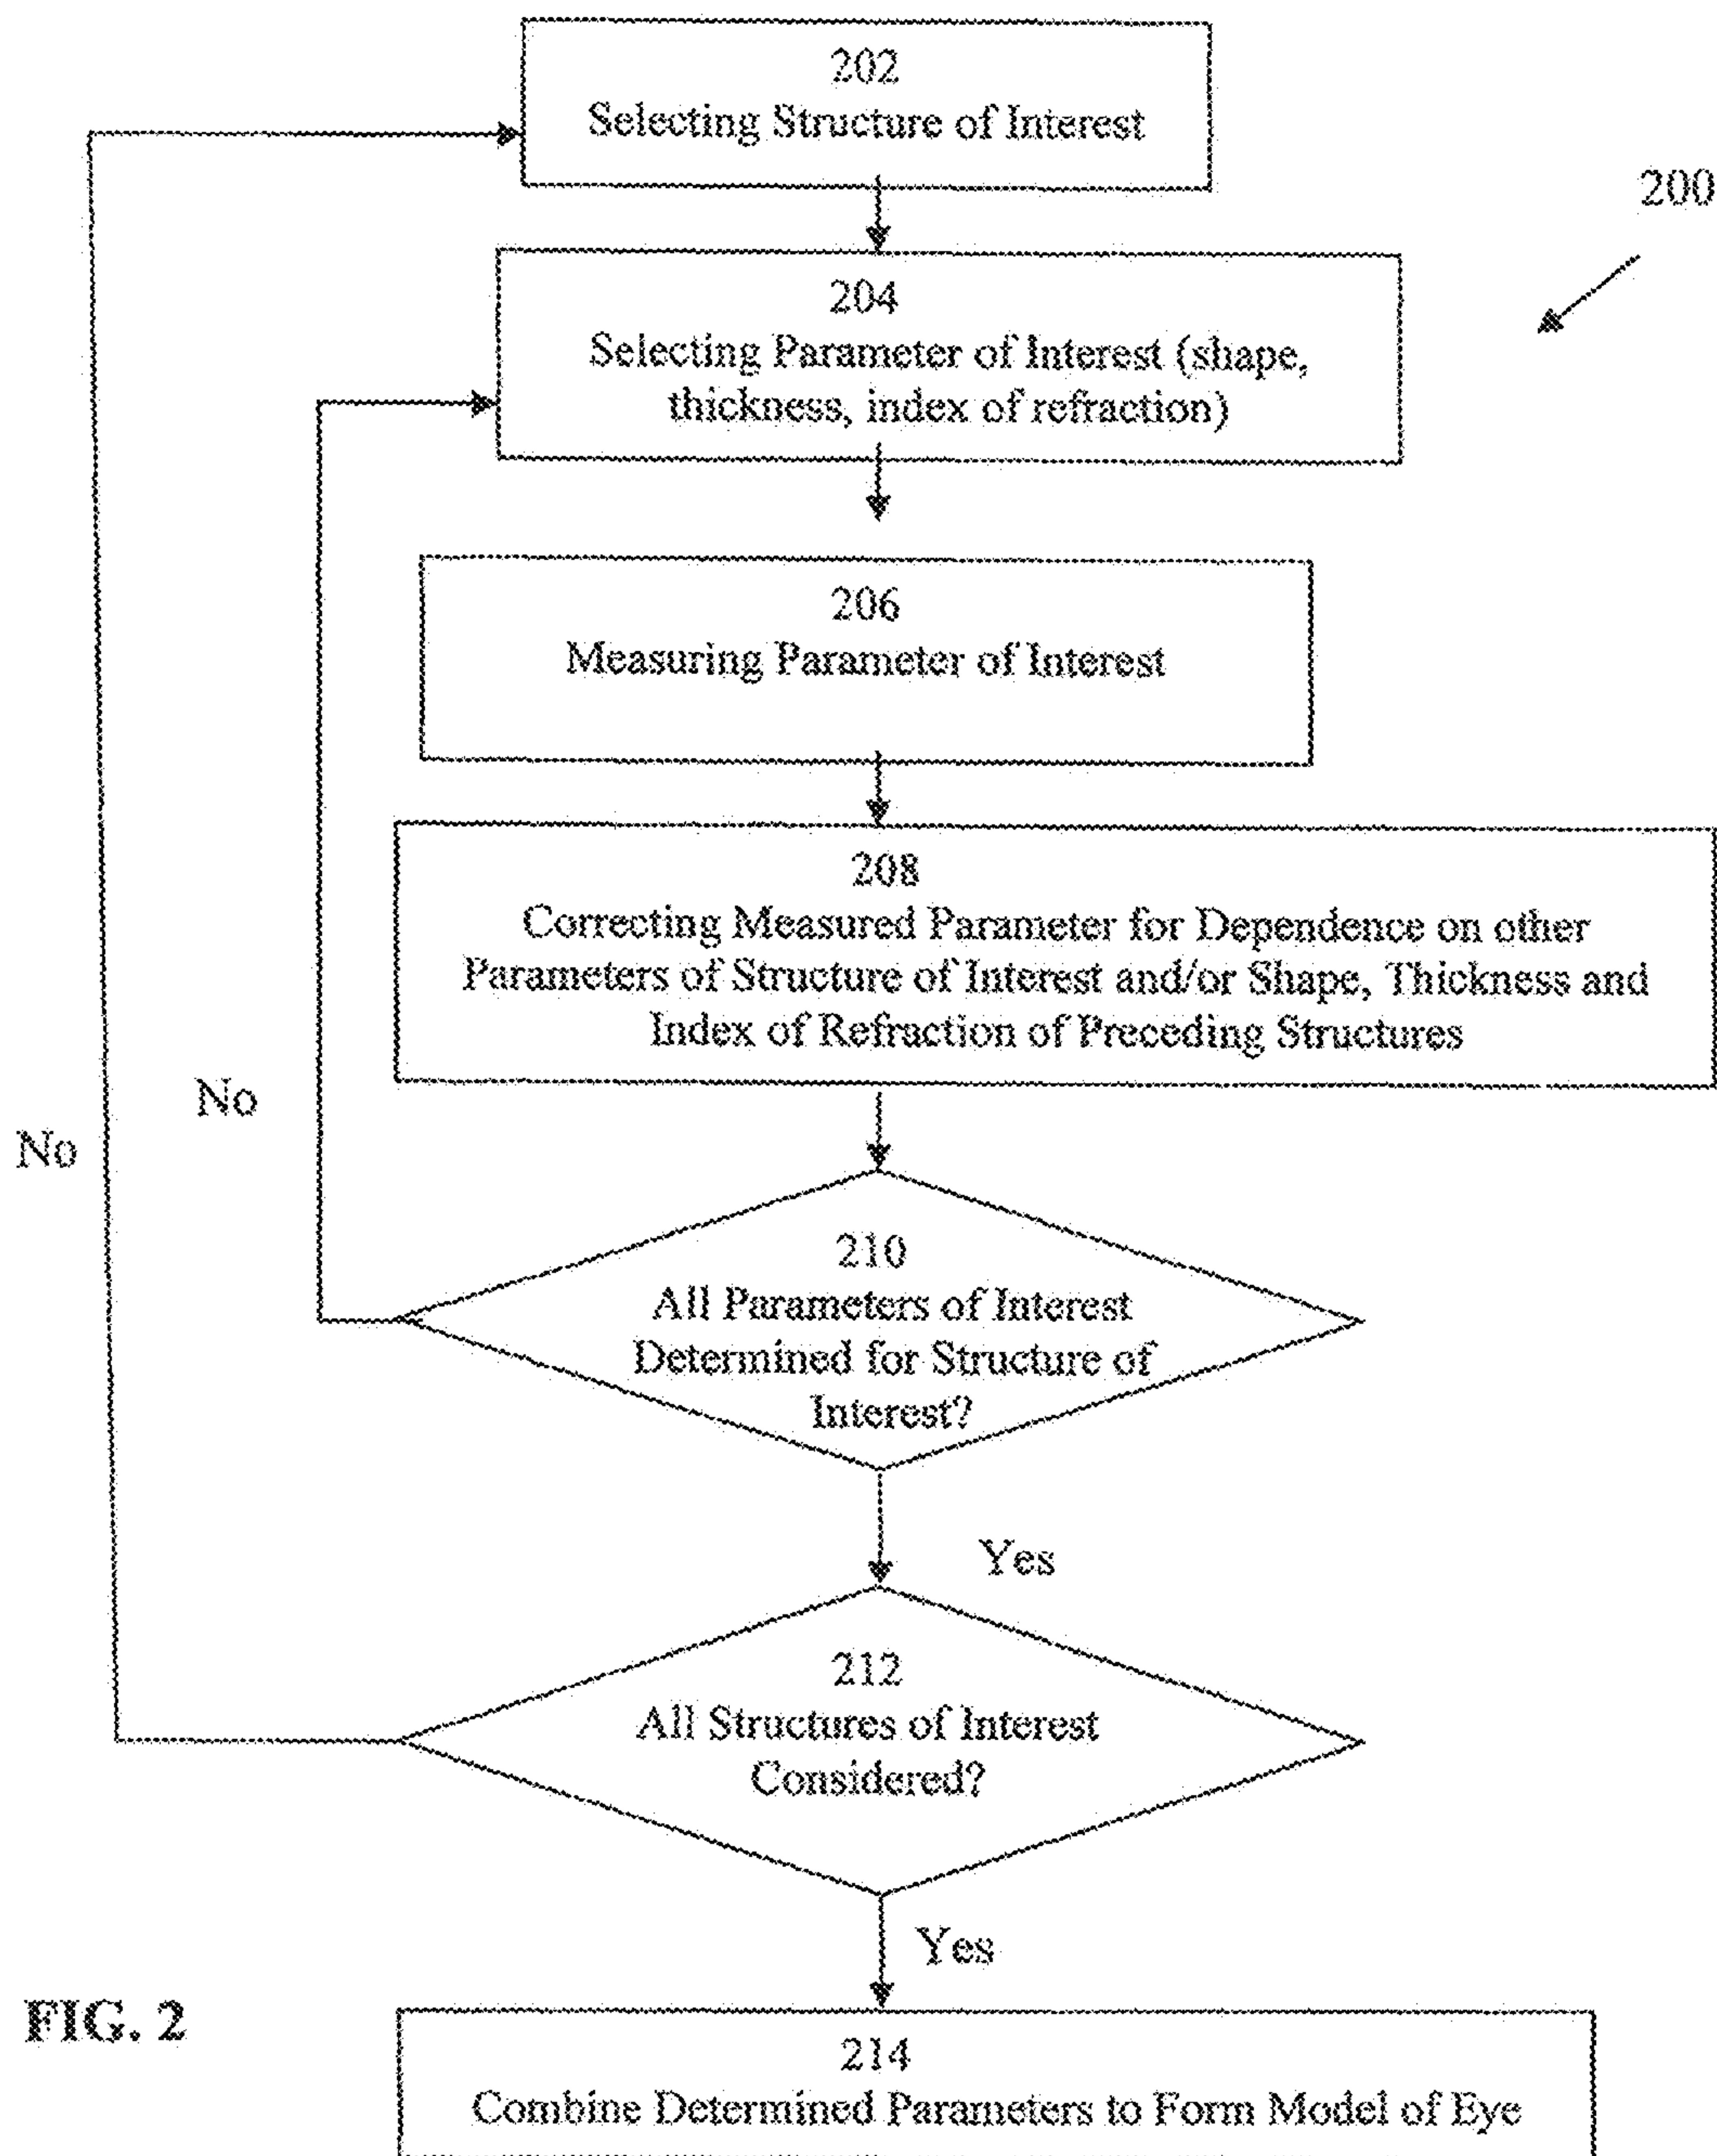 202
Selecting Structure of Interest
200
204
Selecting Parameter of Interest (shape,
thickness, index of refraction)
206
Measuring Parameter of Interest
208
Correcting Measured Parameter for Dependence on other
Parameters of Structure of Interest and/or Shape, Thickness and
Index of Refraction of Preceding Structures
No
No
210
All Parameters of Interest
Determined for Structure of
Interest?
Yes
212
All Structures of Interest
Considered?
Yes
FIG. 2
214
Combine Determined Parameters to Form Model of Eye